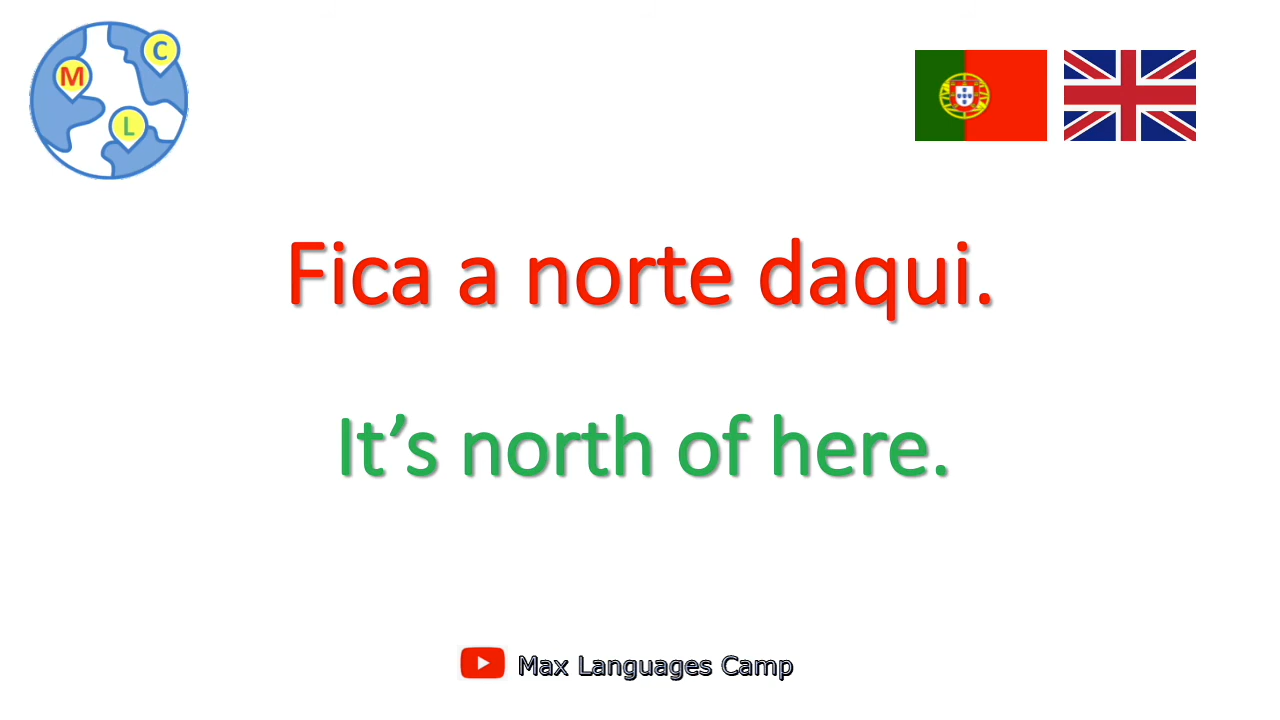 M
C
L
Fica a norte daqui.
It’s north of here.
Max Languages Camp